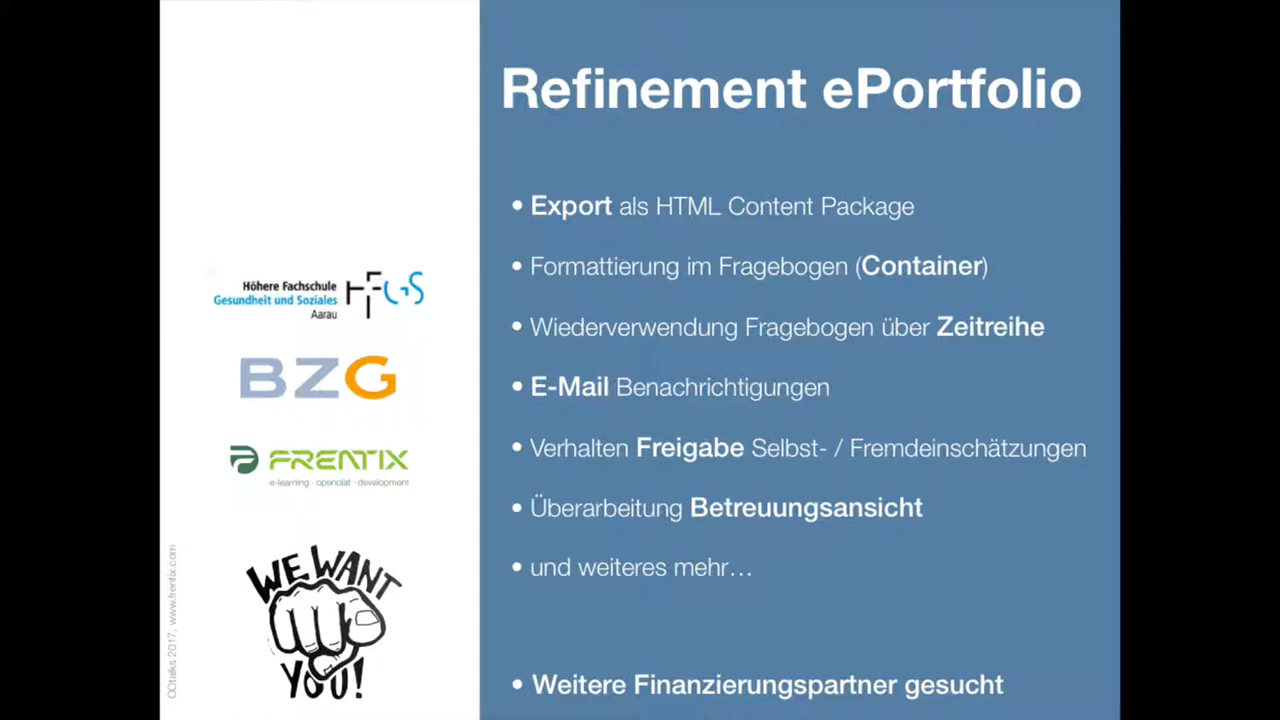 Refinement ePortfolio
• Export als HTML Content Package
• Formattierung im Fragebogen (Container)
• Wiederverwendung Fragebogen über Zeitreihe
• E-Mail Benachrichtigungen
• Verhalten Freigabe Selbst- / Fremdeinschätzungen
• Überarbeitung Betreuungsansicht
• und weiteres mehr…
• Weitere Finanzierungspartner gesucht
Höhere Fachschule
Gesundheit und Soziales
Aarau
HFGS
BZG
FRENTIX
e-learning · openolat · development
WE WANT
YOU!
OOtalks 2017, www.frentix.com